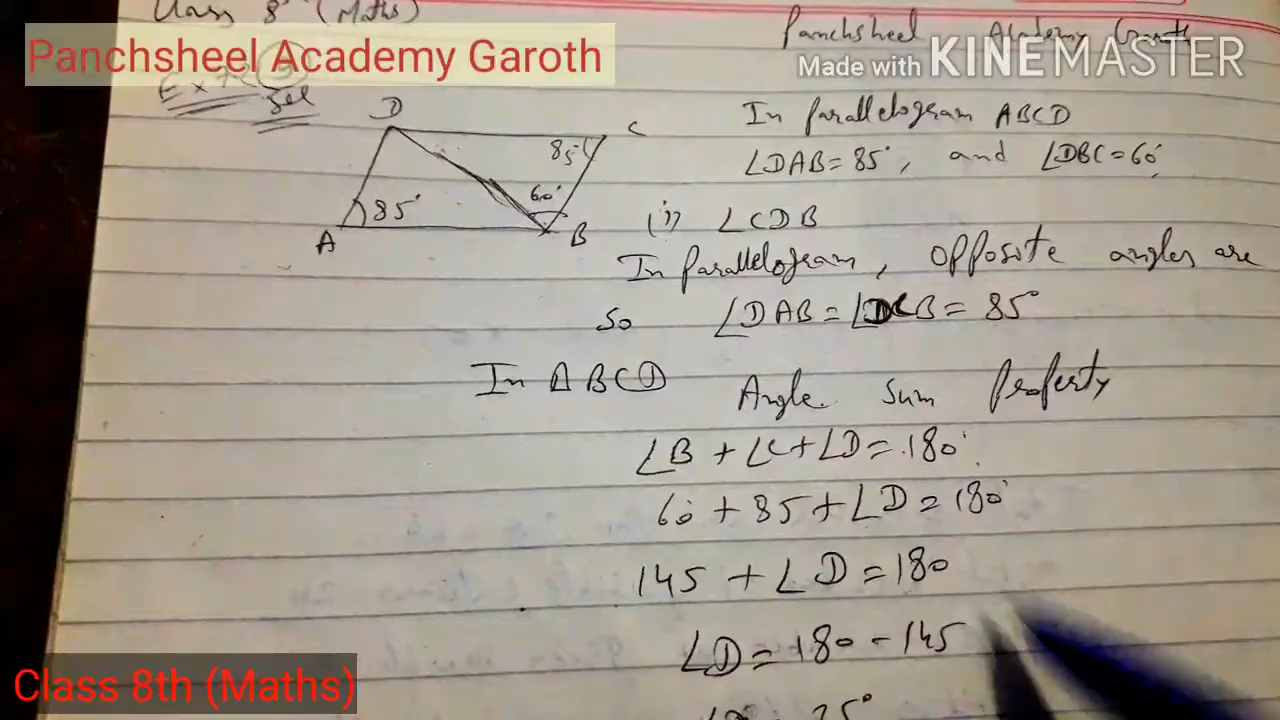 Class 8th (Maths)
Panchsheel Academy Garoth
Panchsheel Academy Garoth
Made with KINEMASTER
Sol
D
C
85°
60°
85°
A
B
In parallelogram ABCD
∠DAB = 85°, and ∠DBC = 60°
(i) ∠CDB
In parallelogram, opposite angles are
So ∠DAB = ∠DCB = 85°
In ∆ BCD Angle Sum Property
∠B + ∠C + ∠D = 180°
60 + 85 + ∠D = 180°
145 + ∠D = 180
∠D = 180 - 145
Class 8th (Maths)